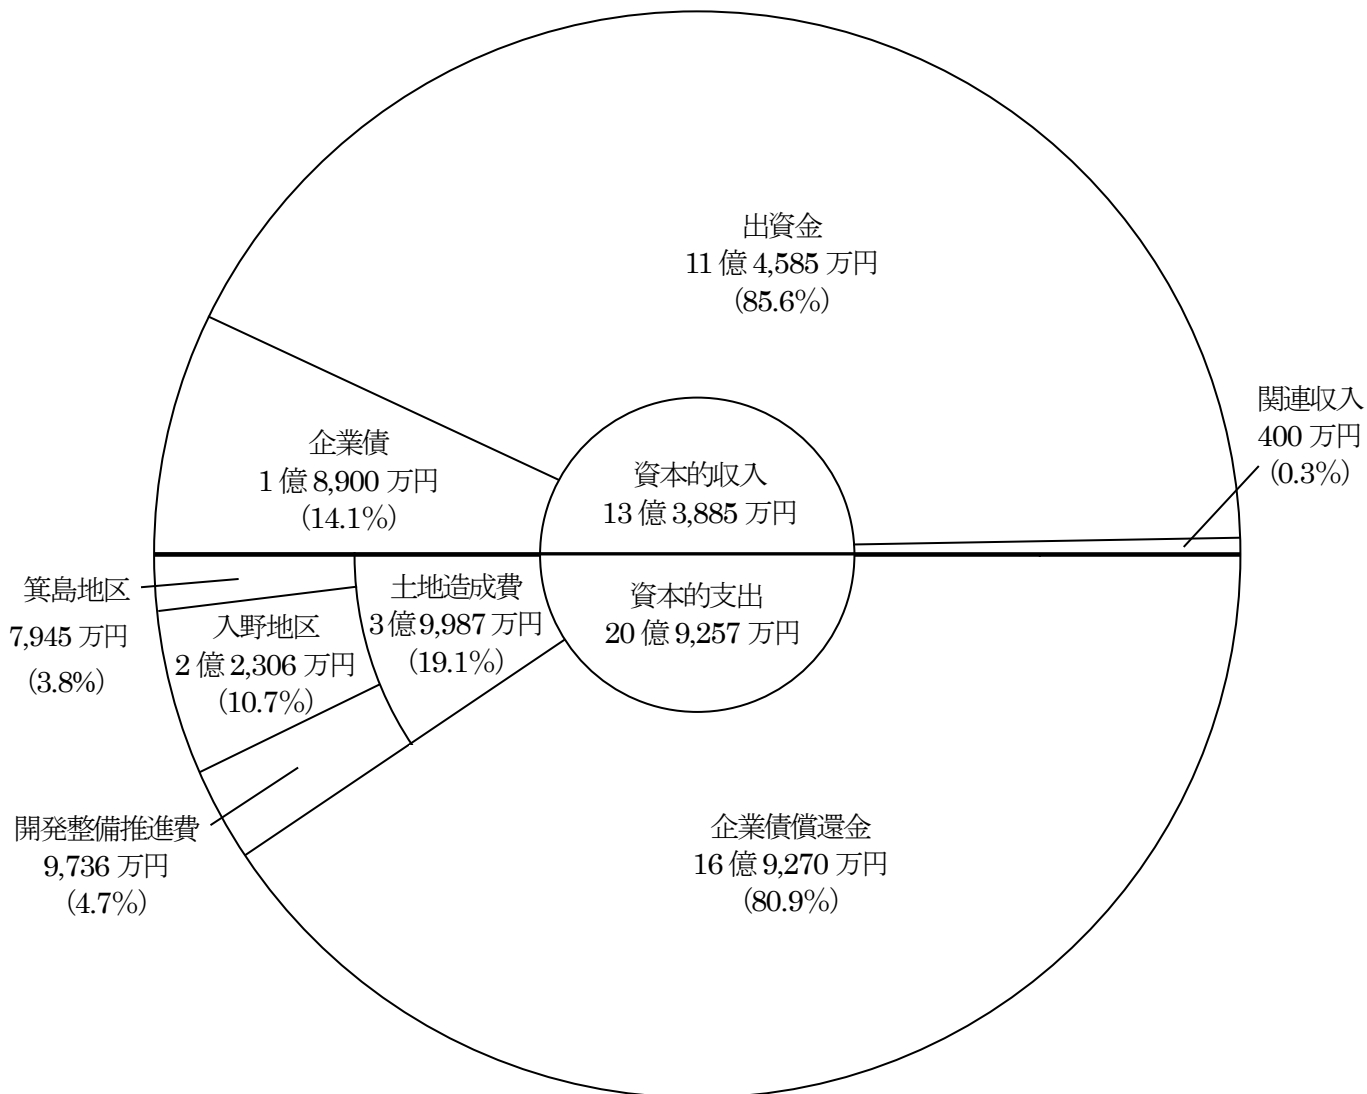 出資金
11 億 4,585 万円
(85.6%)
関連収入
400 万円
(0.3%)
企業債
1 億 8,900 万円
(14.1%)
資本的収入
13 億 3,885 万円
資本的支出
20 億 9,257 万円
土地造成費
3 億 9,987 万円
(19.1%)
箕島地区
7,945 万円
(3.8%)
入野地区
2 億 2,306 万円
(10.7%)
開発整備推進費
9,736 万円
(4.7%)
企業債償還金
16 億 9,270 万円
(80.9%)